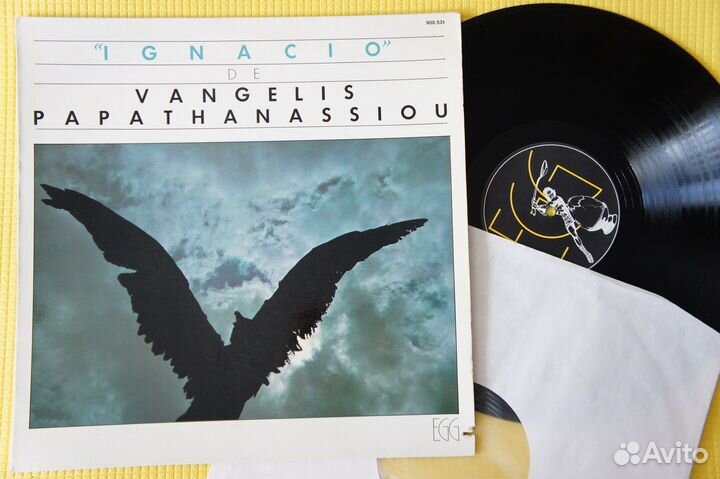 900.531
"IGNACIO"
DE
VANGELIS
PAPATHANASSIOU
EGG
Avito